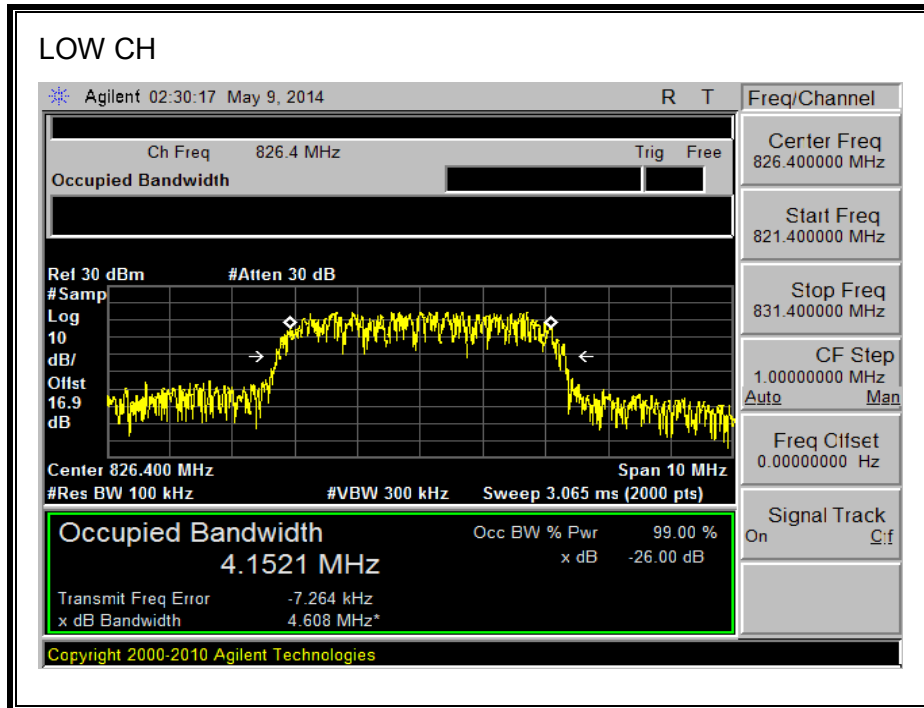 LOW CH
Agilent 02:30:17 May 9, 2014 R T
Freq/Channel
Ch Freq 826.4 MHz Trig Free
Occupied Bandwidth
Center Freq
826.400000 MHz
Start Freq
821.400000 MHz
Stop Freq
831.400000 MHz
CF Step
1.00000000 MHz
Auto Man
Freq Offset
0.00000000 Hz
Signal Track
On Off
Ref 30 dBm #Atten 30 dB
#Samp
Log
10
dB/
Offst
16.9
dB
Center 826.400 MHz Span 10 MHz
#Res BW 100 kHz #VBW 300 kHz Sweep 3.065 ms (2000 pts)
Occupied Bandwidth Occ BW % Pwr 99.00 %
4.1521 MHz x dB -26.00 dB
Transmit Freq Error -7.264 kHz
x dB Bandwidth 4.608 MHz*
Copyright 2000-2010 Agilent Technologies